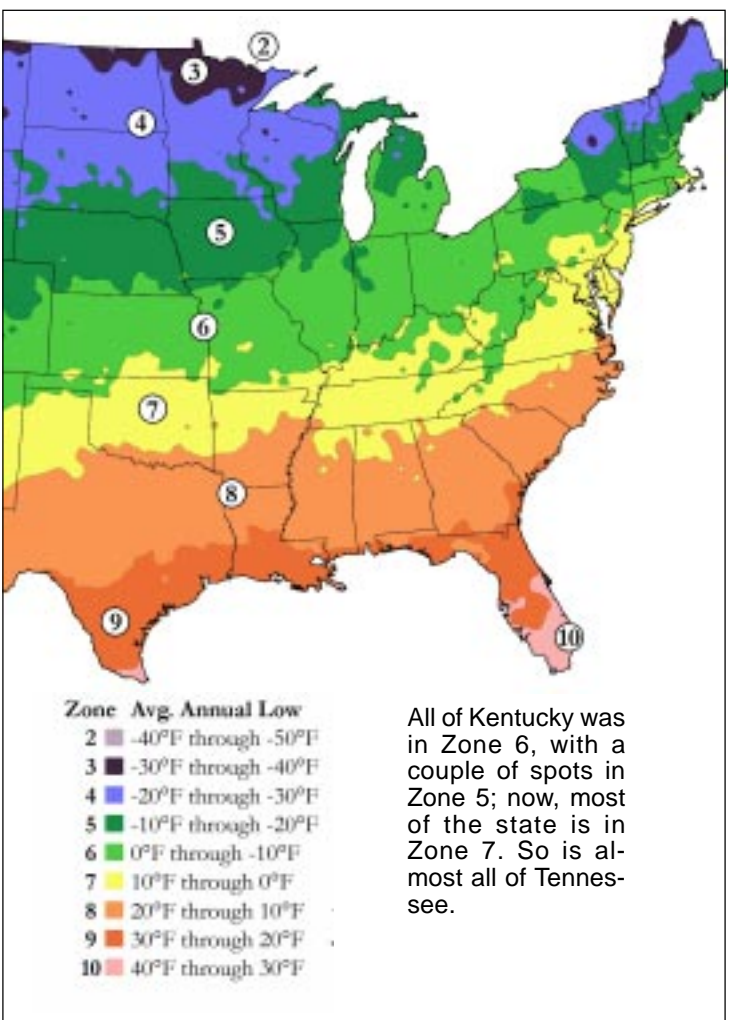 2
3
4
5
6
7
8
9
10
Zone Avg. Annual Low
2 -40°F through -50°F
3 -30°F through -40°F
4 -20°F through -30°F
5 -10°F through -20°F
6 0°F through -10°F
7 10°F through 0°F
8 20°F through 10°F
9 30°F through 20°F
10 40°F through 30°F
All of Kentucky was
in Zone 6, with a
couple of spots in
Zone 5; now, most
of the state is in
Zone 7. So is al-
most all of Tennes-
see.